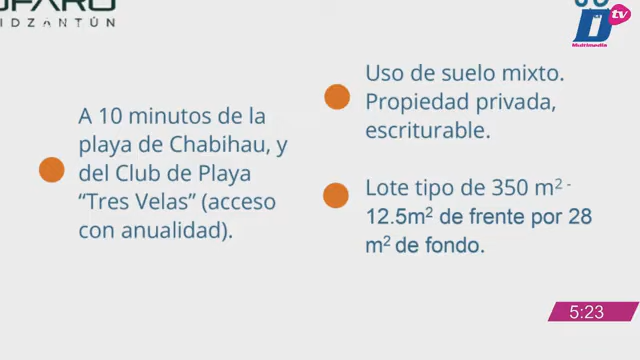 DZANTÚN
tv
Multimedia
A 10 minutos de la
playa de Chabihau, y
del Club de Playa
“Tres Velas” (acceso
con anualidad).
Uso de suelo mixto.
Propiedad privada,
escriturable.
Lote tipo de 350 m² -
12.5m² de frente por 28
m² de fondo.
5:23